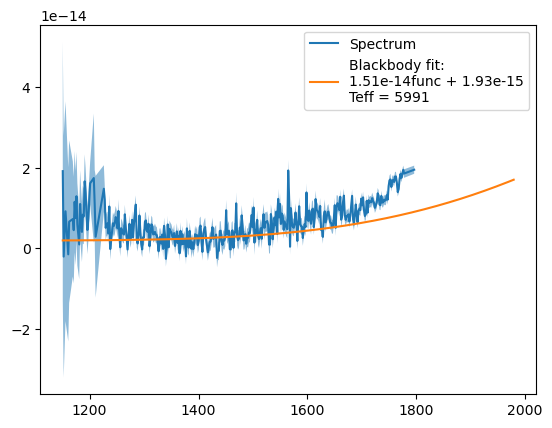 1e−14
Spectrum
Blackbody fit:
1.51e-14func + 1.93e-15
Teff = 5991
4
2
0
−2
1200
1400
1600
1800
2000